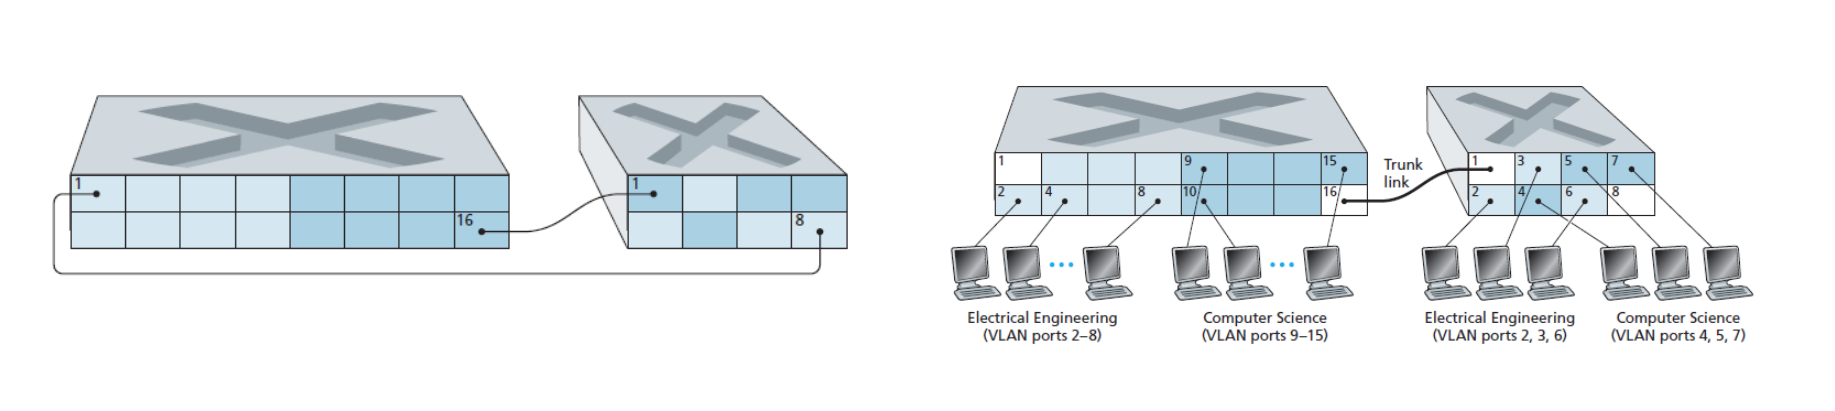 1
16
1
8
1
9
15
2
4
8
10
16
Trunk
link
1
3
5
7
2
4
6
8
Electrical Engineering
(VLAN ports 2–8)
Computer Science
(VLAN ports 9–15)
Electrical Engineering
(VLAN ports 2, 3, 6)
Computer Science
(VLAN ports 4, 5, 7)